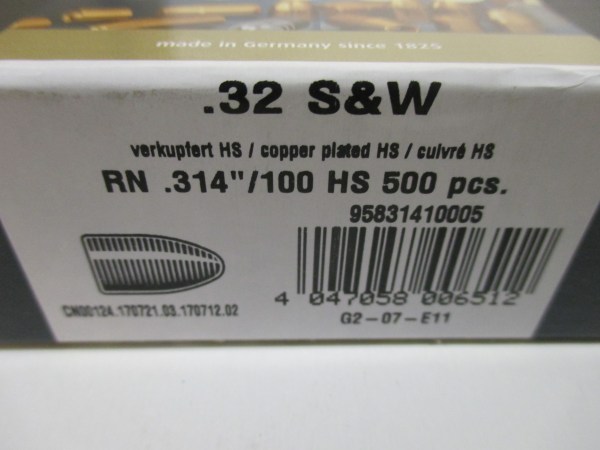 made in Germany since 1825
.32 S&W
verkupfert HS / copper plated HS / cuivré HS
RN .314"/100 HS 500 pcs.
95831410005
4 047058 006512
CN00124.170721.03.170712.02
G2-07-E11